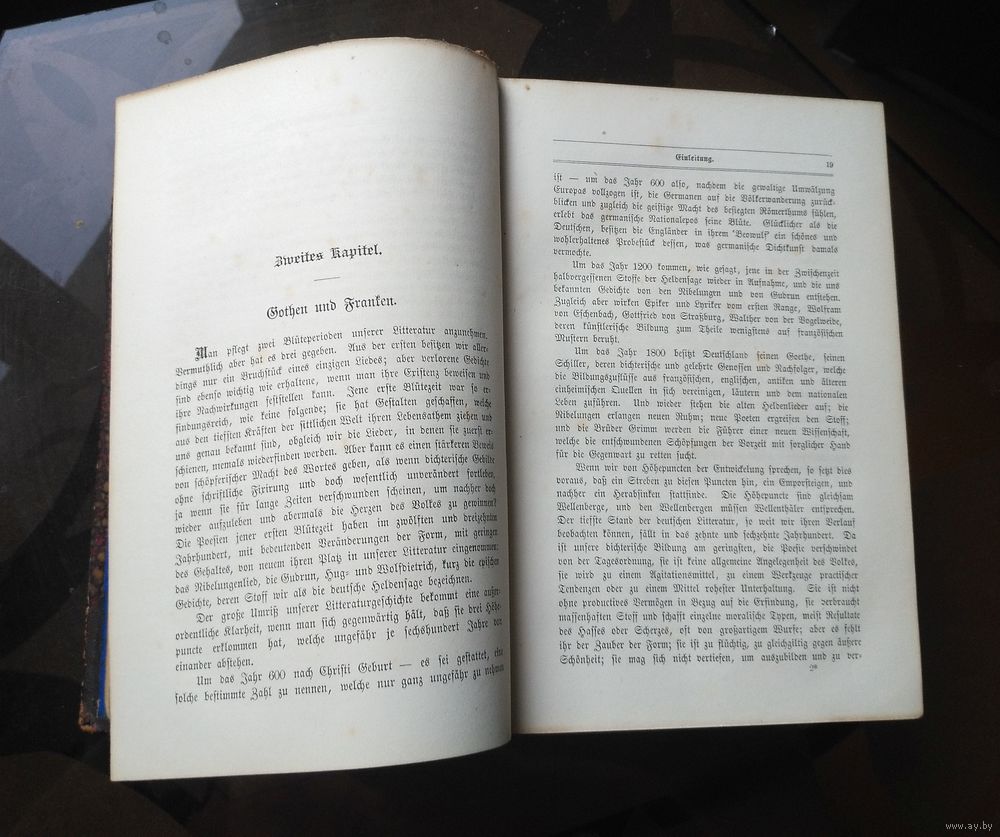 Zweites Kapitel.
Gothen und Franken.
Man pflegt zwei Blüteperioden unserer Litteratur anzunehmen.
Vermuthlich aber hat es drei gegeben. Aus der ersten besitzen wir aller-
dings nur ein Bruchstück eines einzigen Liedes; aber verlorene Gedichte
sind ebenso wichtig wie erhaltene, wenn man ihre Existenz beweisen und
ihre Nachwirkungen feststellen kann. Jene erste Blütezeit war so er-
findungsreich, wie keine folgende; sie hat Gestalten geschaffen, welche
aus den tiefsten Kräften der sittlichen Welt ihren Lebensathem ziehen und
uns genau bekannt sind, obgleich wir die Lieder, in denen sie zuerst er-
schienen, niemals wiederfinden werden. Aber kann es einen stärkeren Beweis
von schöpferischer Macht des Wortes geben, als wenn dichterische Gebilde
ohne schriftliche Fixirung und doch wesentlich unverändert fortleben,
ja wenn sie für lange Zeiten verschwunden scheinen, um nachher doch
wieder aufzuleben und abermals die Herzen des Volkes zu gewinnen?
Die Poesien jener ersten Blütezeit haben im zwölften und dreizehnten
Jahrhundert, mit bedeutenden Veränderungen der Form, mit geringen
des Gehaltes, von neuem ihren Platz in unserer Litteratur eingenommen:
das Nibelungenlied, die Gudrun, Hug- und Wolfdietrich, kurz die epischen
Gedichte, deren Stoff wir als die deutsche Heldensage bezeichnen.
Der große Umriß unserer Litteraturgeschichte bekommt eine außer-
ordentliche Klarheit, wenn man sich gegenwärtig hält, daß sie drei Höhe-
puncte erklommen hat, welche ungefähr je sechshundert Jahre von
einander abstehen.
Um das Jahr 600 nach Christi Geburt — es sei gestattet, eine
solche bestimmte Zahl zu nennen, welche nur ganz ungefähr zu nehmen
Einleitung. 19
ist — um das Jahr 600 also, nachdem die gewaltige Umwälzung
Europas vollzogen ist, die Germanen auf die Völkerwanderung zurück-
blicken und zugleich die geistige Macht des besiegten Römerthums fühlen,
erlebt das germanische Nationalepos seine Blüte. Glücklicher als die
Deutschen, besitzen die Engländer in ihrem 'Beowulf' ein schönes und
wohlerhaltenes Probestück dessen, was germanische Dichtkunst damals
vermochte.
Um das Jahr 1200 kommen, wie gesagt, jene in der Zwischenzeit
halbvergessenen Stoffe der Heldensage wieder in Aufnahme, und die uns
bekannten Gedichte von den Nibelungen und von Gudrun entstehen.
Zugleich aber wirken Epiker und Lyriker vom ersten Range, Wolfram
von Eschenbach, Gottfried von Straßburg, Walther von der Vogelweide,
deren künstlerische Bildung zum Theile wenigstens auf französischen
Mustern beruht.
Um das Jahr 1800 besitzt Deutschland seinen Goethe, seinen
Schiller, deren dichterische und gelehrte Genossen und Nachfolger, welche
die Bildungszuflüsse aus französischen, englischen, antiken und älteren
einheimischen Quellen in sich vereinigen, läutern und dem nationalen
Leben zuführen. Und wieder stehen die alten Heldenlieder auf; die
Nibelungen erlangen neuen Ruhm; neue Poeten ergreifen den Stoff;
und die Brüder Grimm werden die Führer einer neuen Wissenschaft,
welche die entschwundenen Schöpfungen der Vorzeit mit sorglicher Hand
für die Gegenwart zu retten sucht.
Wenn wir von Höhepuncten der Entwickelung sprechen, so setzt dies
voraus, daß ein Streben zu diesen Puncten hin, ein Emporsteigen, und
nachher ein Herabsinken stattfinde. Die Höhepuncte sind gleichsam
Wellenberge, und den Wellenbergen müssen Wellenthäler entsprechen.
Der tiefste Stand der deutschen Litteratur, so weit wir ihren Verlauf
beobachten können, fällt in das zehnte und sechzehnte Jahrhundert. Da
ist unsere dichterische Bildung am geringsten, die Poesie verschwindet
von der Tagesordnung, sie ist keine allgemeine Angelegenheit des Volkes,
sie wird zu einem Agitationsmittel, zu einem Werkzeuge practischer
Tendenzen oder zu einem Mittel rohester Unterhaltung. Sie ist nicht
ohne productives Vermögen in Bezug auf die Erfindung, sie verbraucht
massenhaften Stoff und schafft einzelne moralische Typen, meist Resultate
des Hasses oder Scherzes, oft von großartigem Wurfe; aber es fehlt
ihr der Zauber der Form; sie ist zu flüchtig, zu gleichgiltig gegen äußere
Schönheit; sie mag sich nicht vertiefen, um auszubilden und zu ver-
2*
www.ay.by